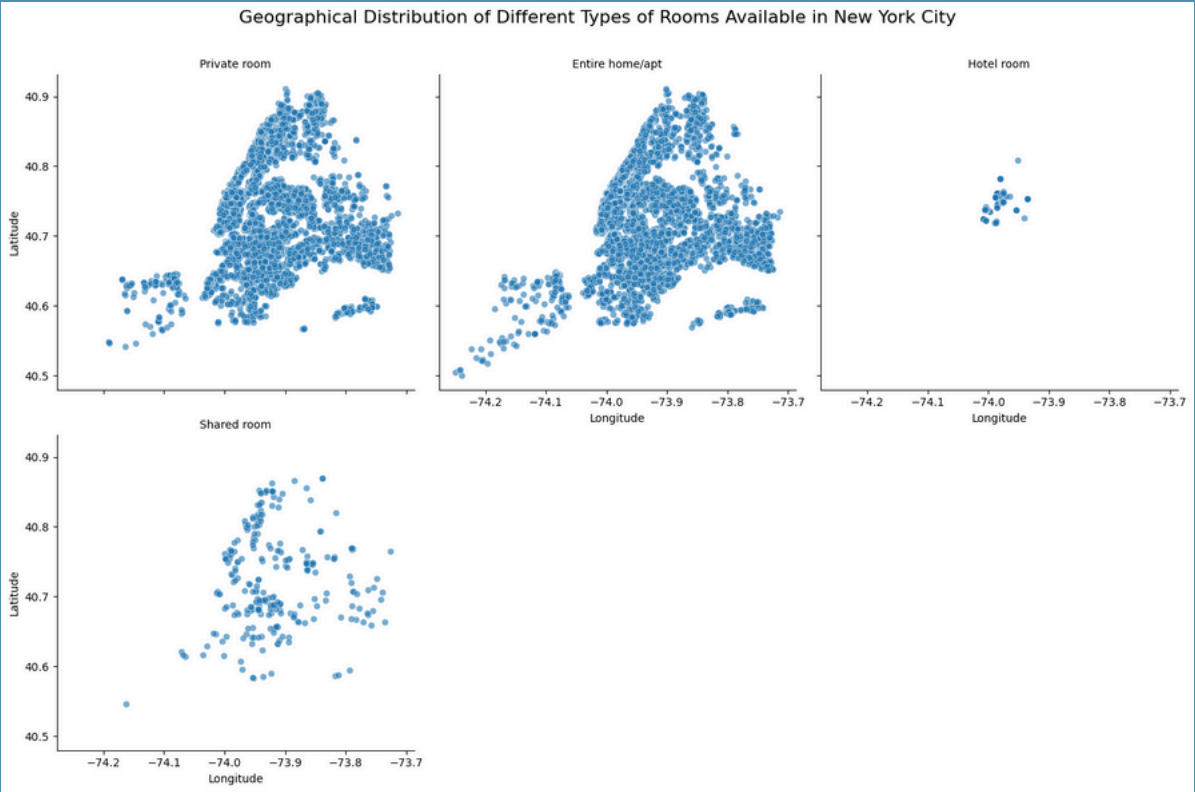 Geographical Distribution of Different Types of Rooms Available in New York City
Private room
Entire home/apt
Hotel room
40.9
40.8
40.7
40.6
40.5
Latitude
−74.2 −74.1 −74.0 −73.9 −73.8 −73.7
Longitude
−74.2 −74.1 −74.0 −73.9 −73.8 −73.7
Longitude
Shared room
40.9
40.8
40.7
40.6
40.5
Latitude
−74.2 −74.1 −74.0 −73.9 −73.8 −73.7
Longitude